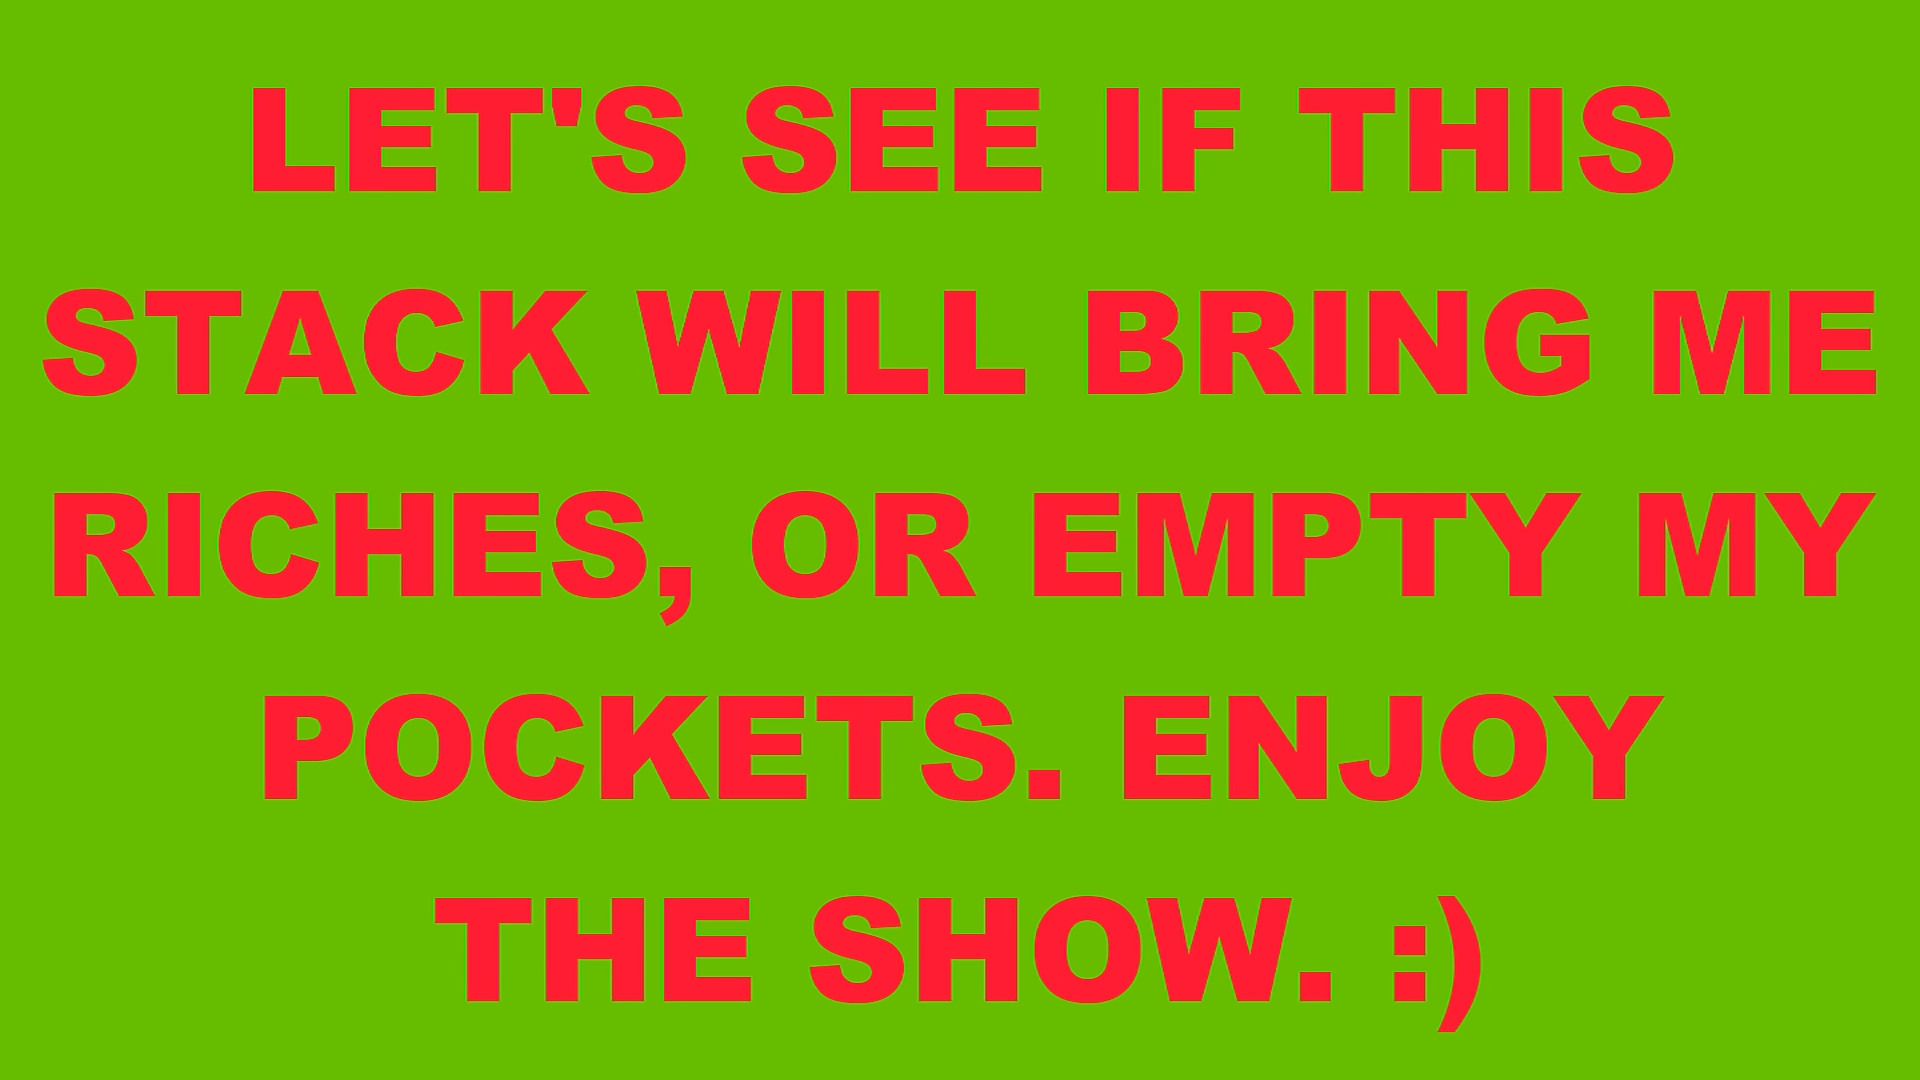 LET'S SEE IF THIS
STACK WILL BRING ME
RICHES, OR EMPTY MY
POCKETS. ENJOY
THE SHOW. :)